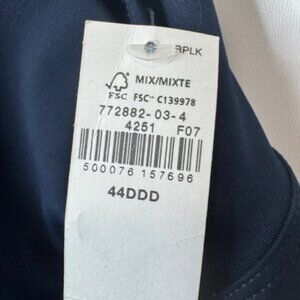 RPLK
MIX/MIXTE
FSC FSC™ C139978
772882-03-4
4251 F07
500076 157696
44DDD